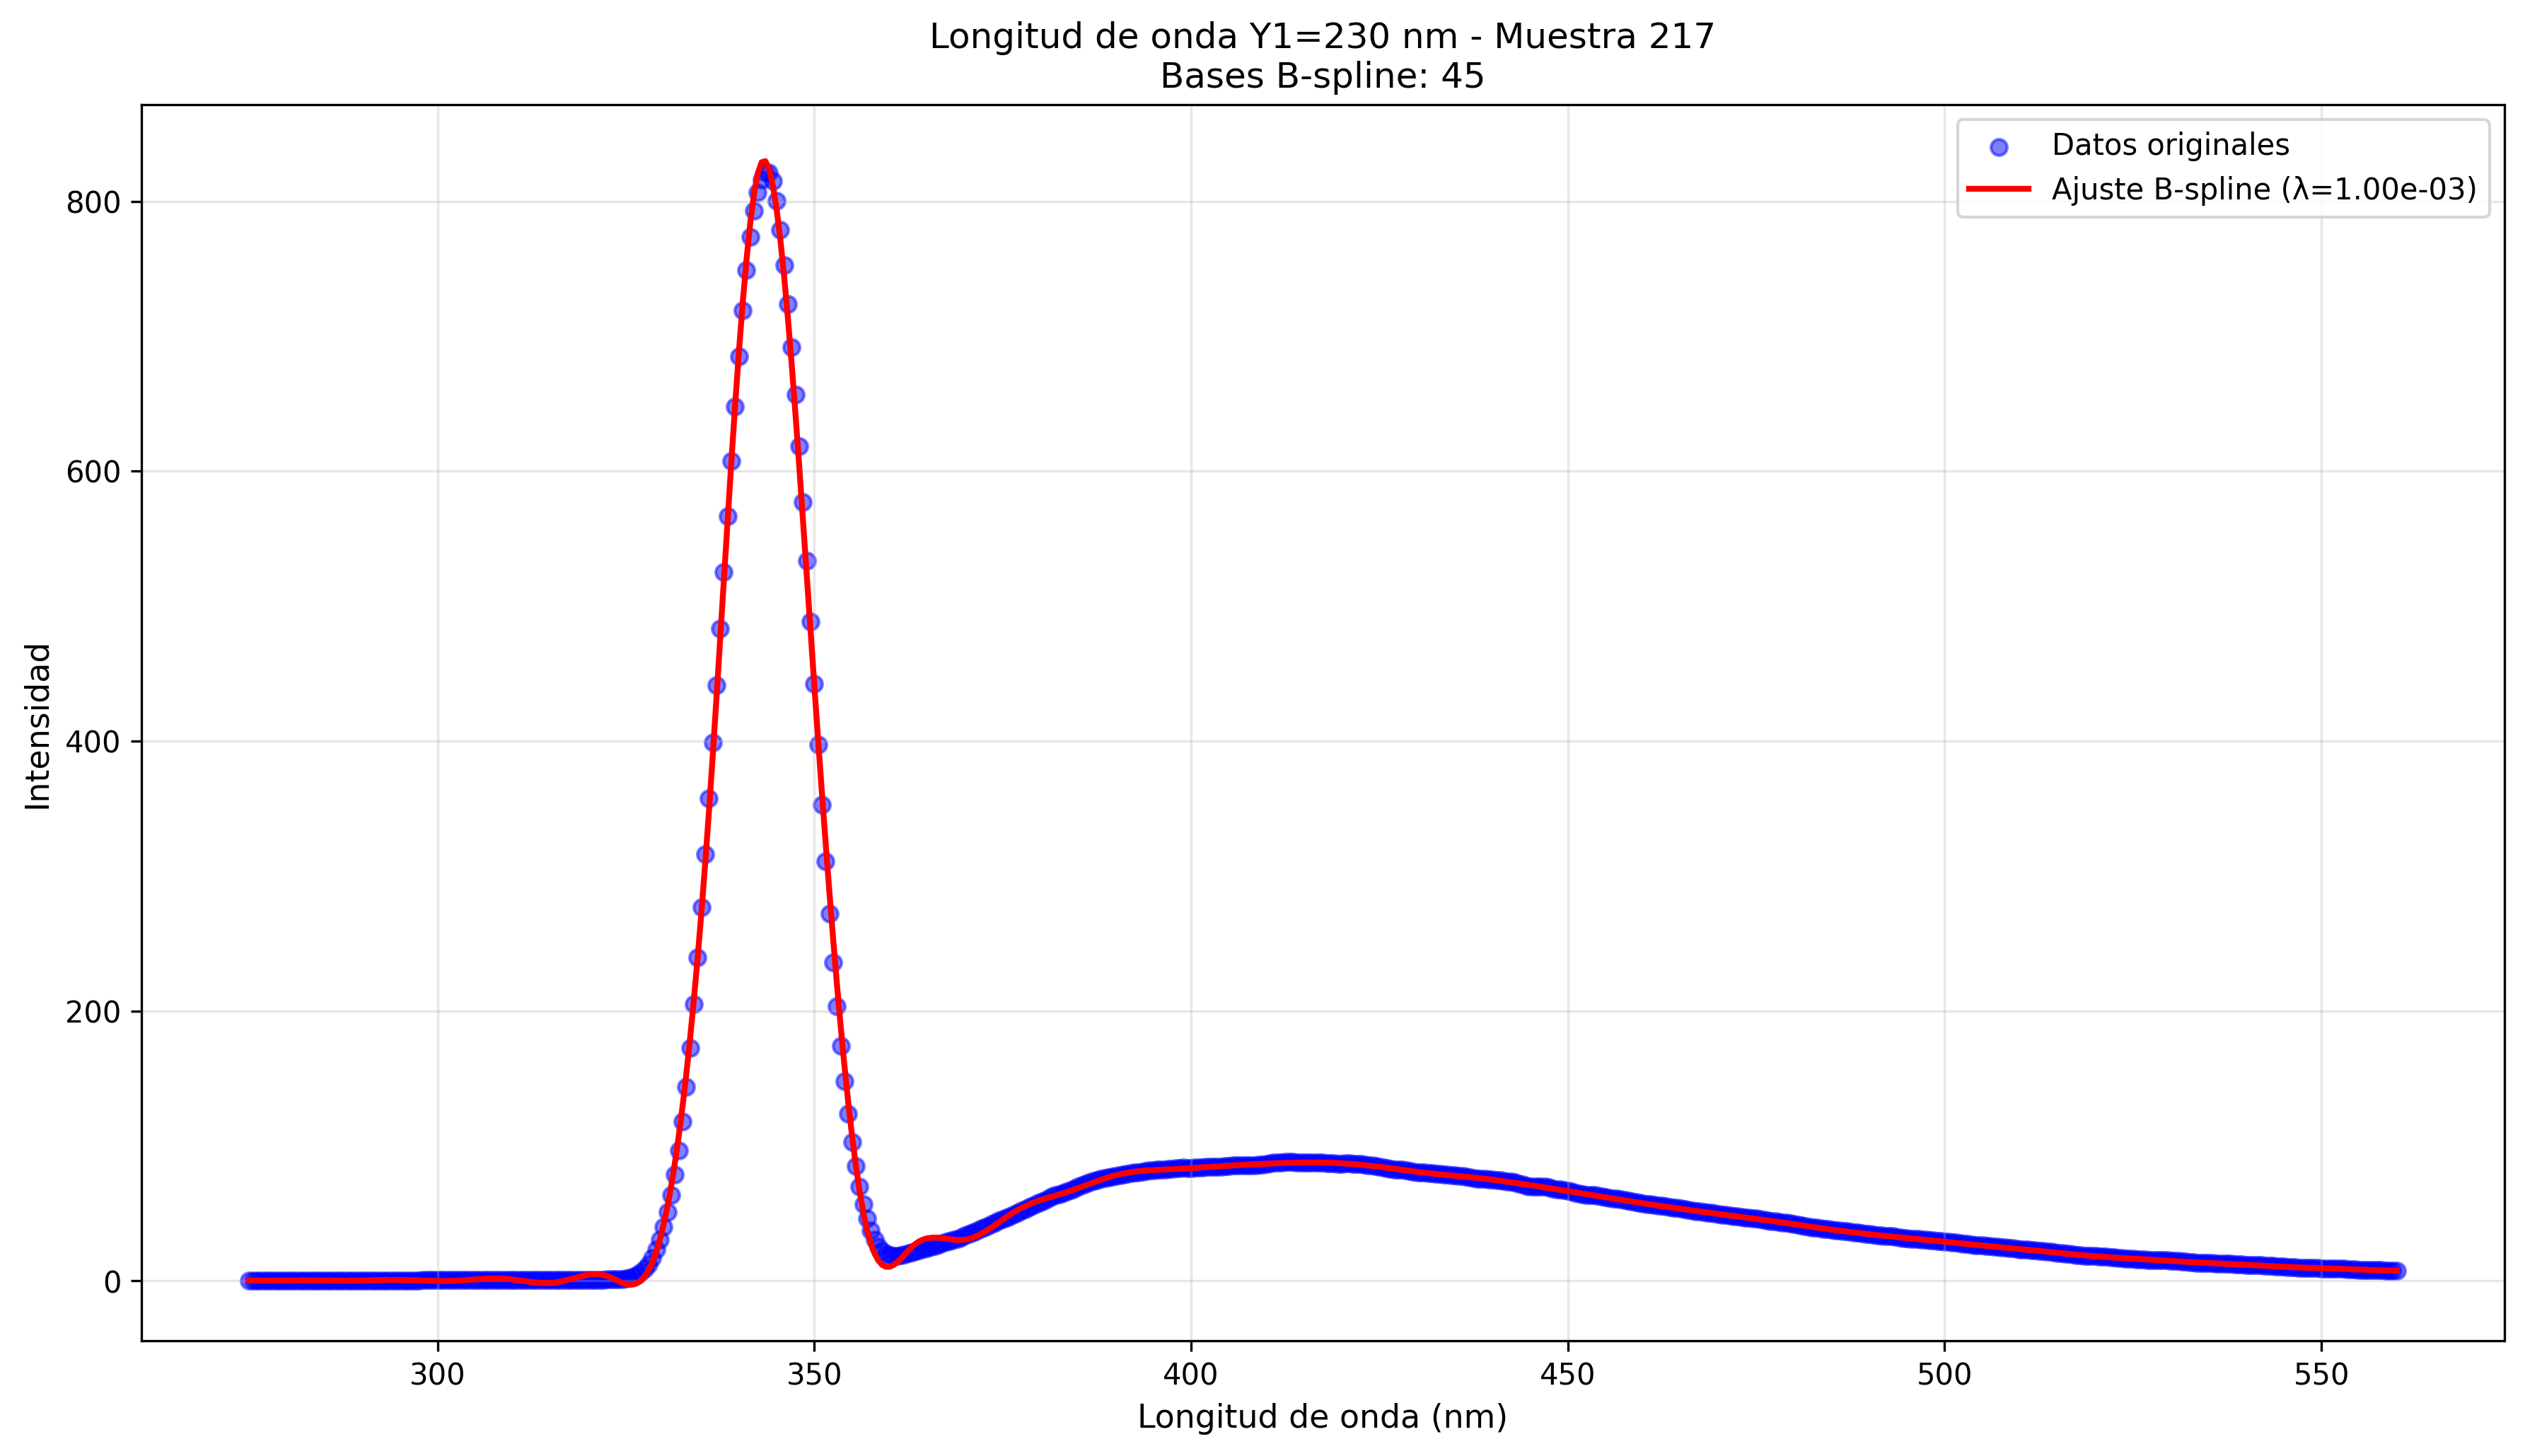 Longitud de onda Y1=230 nm - Muestra 217
Bases B-spline: 45
Datos originales
Ajuste B-spline (λ=1.00e-03)
Intensidad
800
600
400
200
0
300 350 400 450 500 550
Longitud de onda (nm)